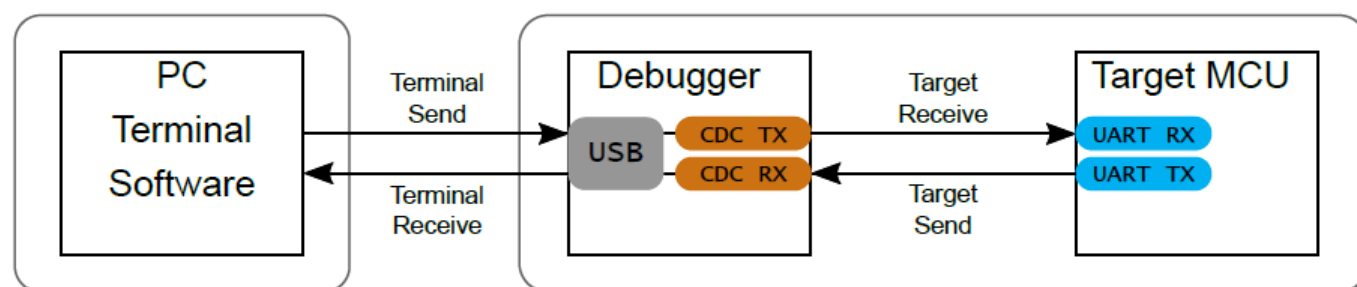 PC
Terminal
Software
Terminal
Send
Terminal
Receive
Debugger
USB
CDC TX
CDC RX
Target
Receive
Target
Send
Target MCU
UART RX
UART TX